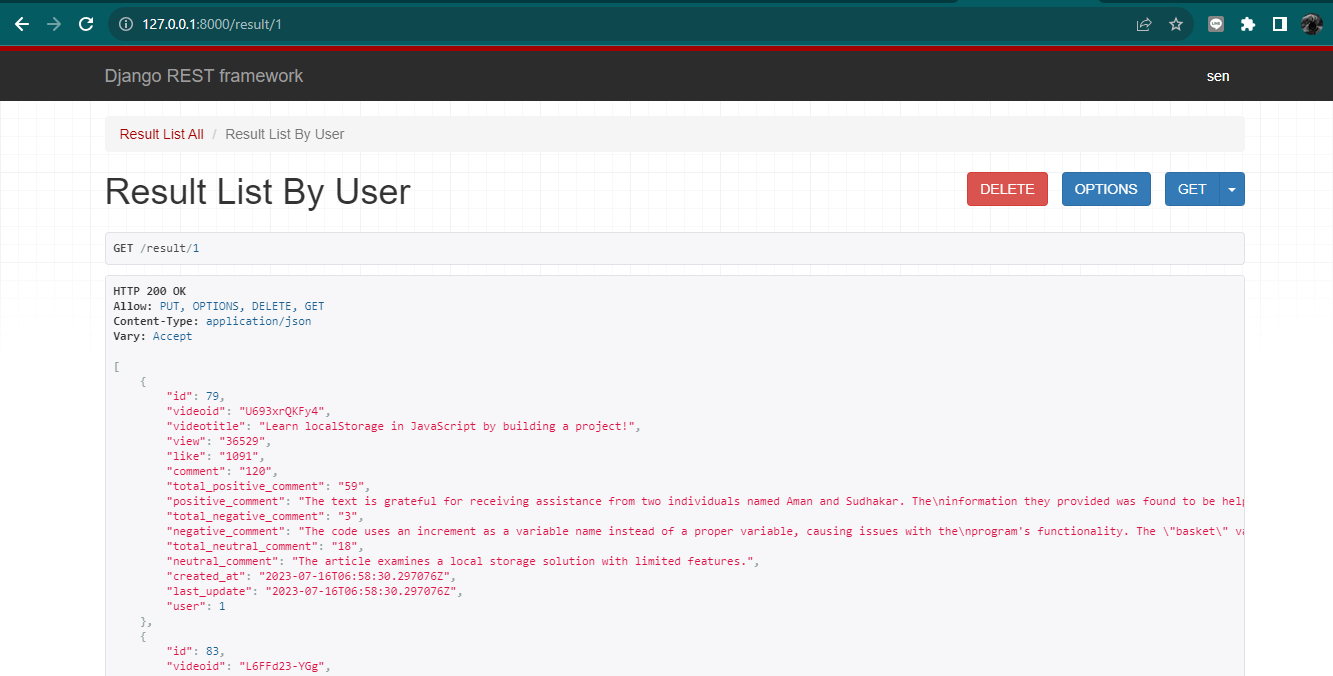 127.0.0.1:8000/result/1
Django REST framework
sen
Result List All / Result List By User
Result List By User
DELETE
OPTIONS
GET
GET /result/1
HTTP 200 OK
Allow: PUT, OPTIONS, DELETE, GET
Content-Type: application/json
Vary: Accept
[
{
"id": 79,
"videoid": "U693xrQKFy4",
"videotitle": "Learn localStorage in JavaScript by building a project!",
"view": "36529",
"like": "1091",
"comment": "120",
"total_positive_comment": "59",
"positive_comment": "The text is grateful for receiving assistance from two individuals named Aman and Sudhakar. The\ninformation they provided was found to be hel
"total_negative_comment": "3",
"negative_comment": "The code uses an increment as a variable name instead of a proper variable, causing issues with the\nprogram's functionality. The \"basket\" va
"total_neutral_comment": "18",
"neutral_comment": "The article examines a local storage solution with limited features.",
"created_at": "2023-07-16T06:58:30.297076Z",
"last_update": "2023-07-16T06:58:30.297076Z",
"user": 1
},
{
"id": 83,
"videoid": "L6FFd23-YGg",